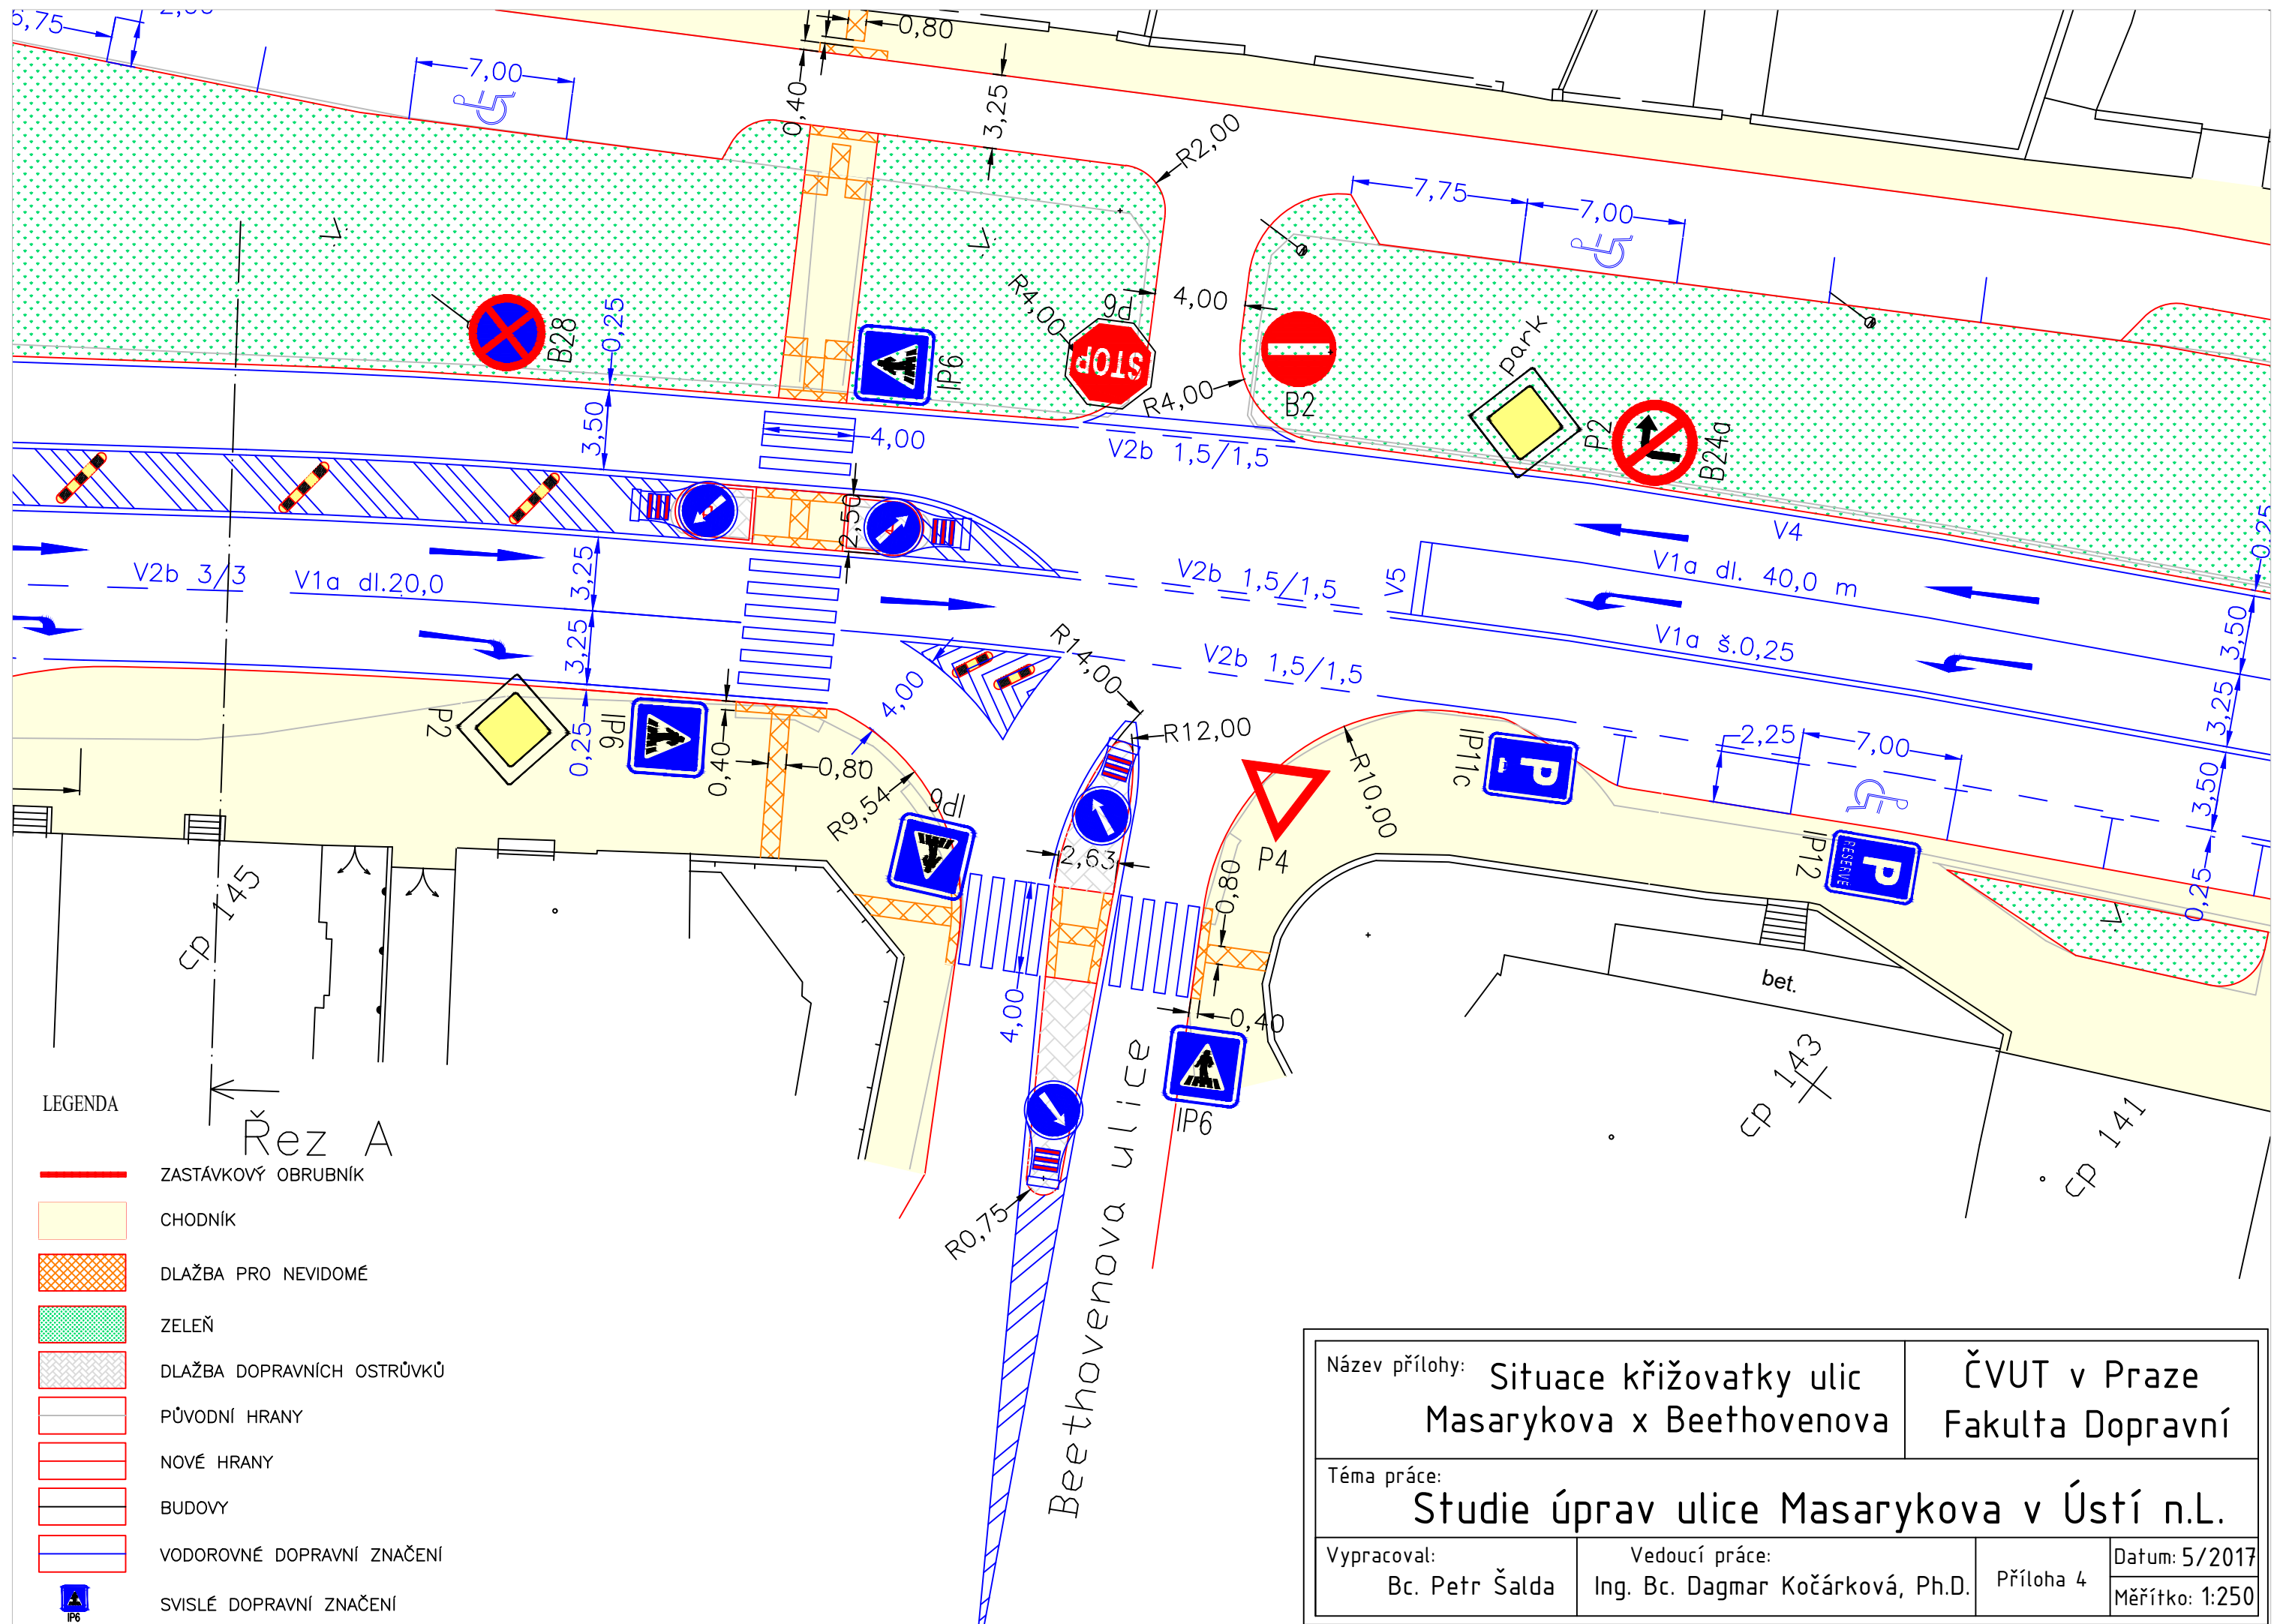 5,75
7,00
0,80
0,40
3,25
R2,00
7,75
7,00
4,00
R4,00
P6
STOP
R4,00
B2
B28
0,25
IP6
park
P2
B24a
3,50
4,00
V2b 1,5/1,5
2,50
V4
0,25
V2b 3/3
V1a dl.20,0
3,25
V2b 1,5/1,5
V5
V1a dl. 40,0 m
V1a š.0,25
3,50
3,25
3,25
V2b 1,5/1,5
R14,00
4,00
R12,00
2,25
7,00
3,50
0,25
P2
IP6
0,25
0,40
0,80
R9,54
IP6
2,63
R10,00
P4
IP11c
P
IP12
P
RESERVE
0,80
0,40
4,00
IP6
R0,75
Beethovenova ulice
bet.
cp 145
cp 143
cp 141
Řez A
LEGENDA
ZASTÁVKOVÝ OBRUBNÍK
CHODNÍK
DLAŽBA PRO NEVIDOMÉ
ZELEŇ
DLAŽBA DOPRAVNÍCH OSTRŮVKŮ
PŮVODNÍ HRANY
NOVÉ HRANY
BUDOVY
VODOROVNÉ DOPRAVNÍ ZNAČENÍ
IP6
SVISLÉ DOPRAVNÍ ZNAČENÍ
Název přílohy: Situace křižovatky ulic
Masarykova x Beethovenova
ČVUT v Praze
Fakulta Dopravní
Téma práce:
Studie úprav ulice Masarykova v Ústí n.L.
Vypracoval:
Bc. Petr Šalda
Vedoucí práce:
Ing. Bc. Dagmar Kočárková, Ph.D.
Příloha 4
Datum: 5/2017
Měřítko: 1:250